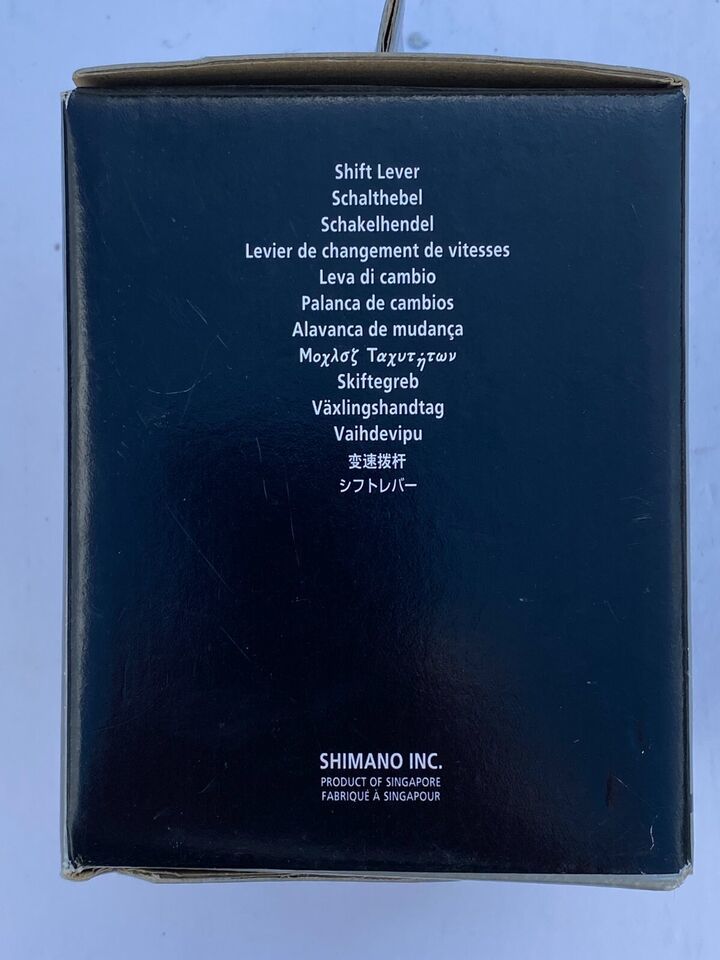 Shift Lever
Schalthebel
Schakelhendel
Levier de changement de vitesses
Leva di cambio
Palanca de cambios
Alavanca de mudança
Μοχλσζ Ταχυτήτων
Skiftegreb
Växlingshandtag
Vaihdevipu
变速拨杆
シフトレバー
SHIMANO INC.
PRODUCT OF SINGAPORE
FABRIQUÉ À SINGAPOUR